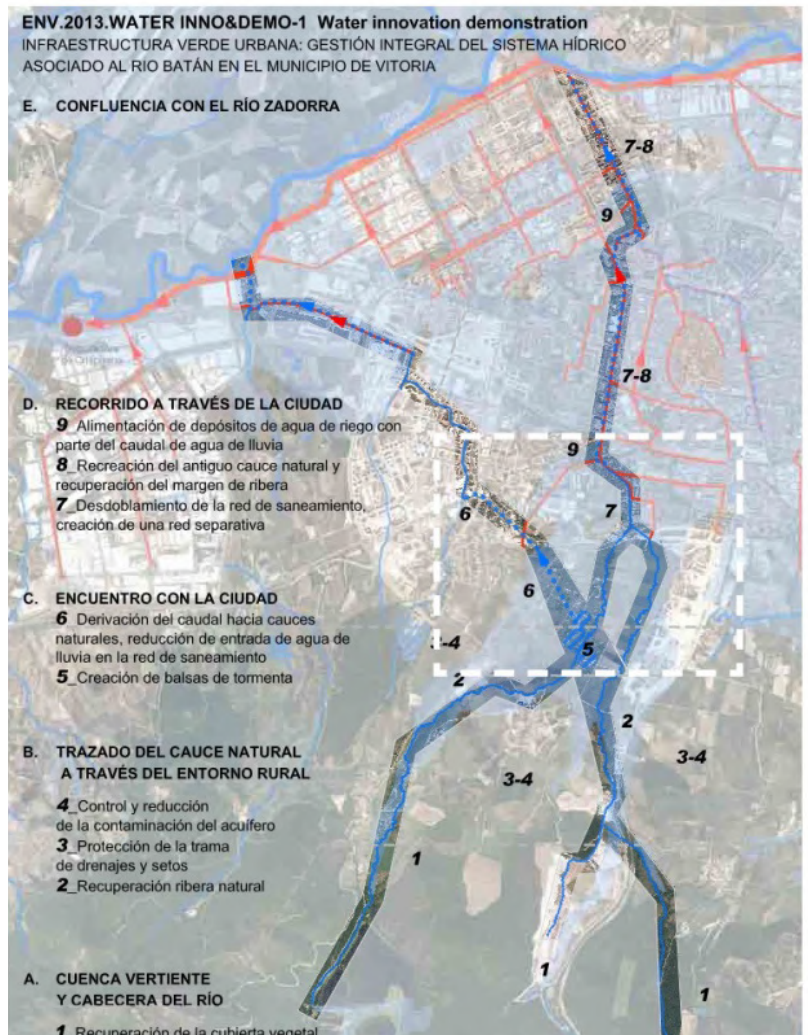 ENV.2013.WATER INNO&DEMO-1 Water innovation demonstration
INFRAESTRUCTURA VERDE URBANA: GESTIÓN INTEGRAL DEL SISTEMA HÍDRICO
ASOCIADO AL RIO BATÁN EN EL MUNICIPIO DE VITORIA
E. CONFLUENCIA CON EL RÍO ZADORRA
7-8
9
7-8
D. RECORRIDO A TRAVÉS DE LA CIUDAD
9_Alimentación de depósitos de agua de riego con
parte del caudal de agua de lluvia
8_Recreación del antiguo cauce natural y
recuperación del margen de ribera
7_Desdoblamiento de la red de saneamiento,
creación de una red separativa
9
6
7
C. ENCUENTRO CON LA CIUDAD
6_Derivación del caudal hacia cauces
naturales, reducción de entrada de agua de
lluvia en la red de saneamiento
5_Creación de balsas de tormenta
6
3-4
5
2
2
B. TRAZADO DEL CAUCE NATURAL
A TRAVÉS DEL ENTORNO RURAL
4_Control y reducción
de la contaminación del acuífero
3_Protección de la trama
de drenajes y setos
2_Recuperación ribera natural
3-4
3-4
1
A. CUENCA VERTIENTE
Y CABECERA DEL RÍO
1_Recuperación de la cubierta vegetal
1
1